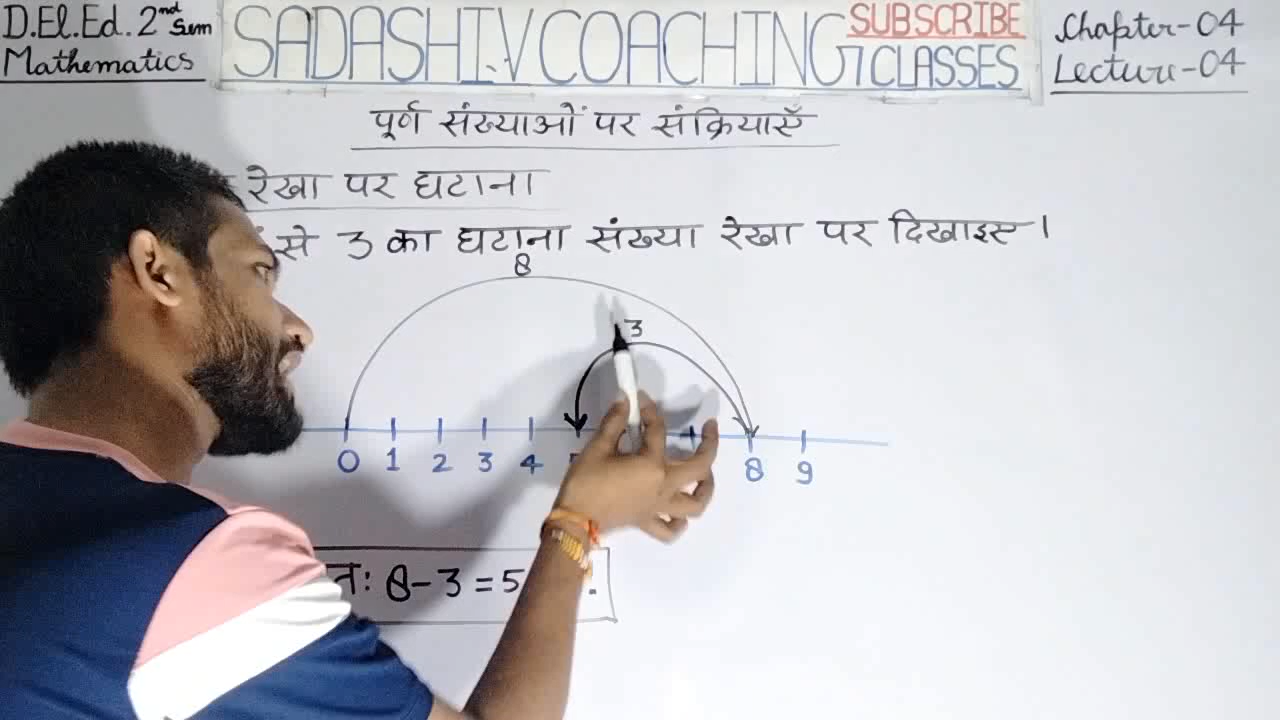 D.El.Ed. 2nd Sem
Mathematics
SADASHIV COACHING CLASSES
SUBSCRIBE
Chapter-04
Lecture-04
पूर्ण संख्याओं पर संक्रियाएँ
रेखा पर घटाना
से 3 का घटाना संख्या रेखा पर दिखाइस।
8
3
0 1 2 3 4 8 9
8-3=5